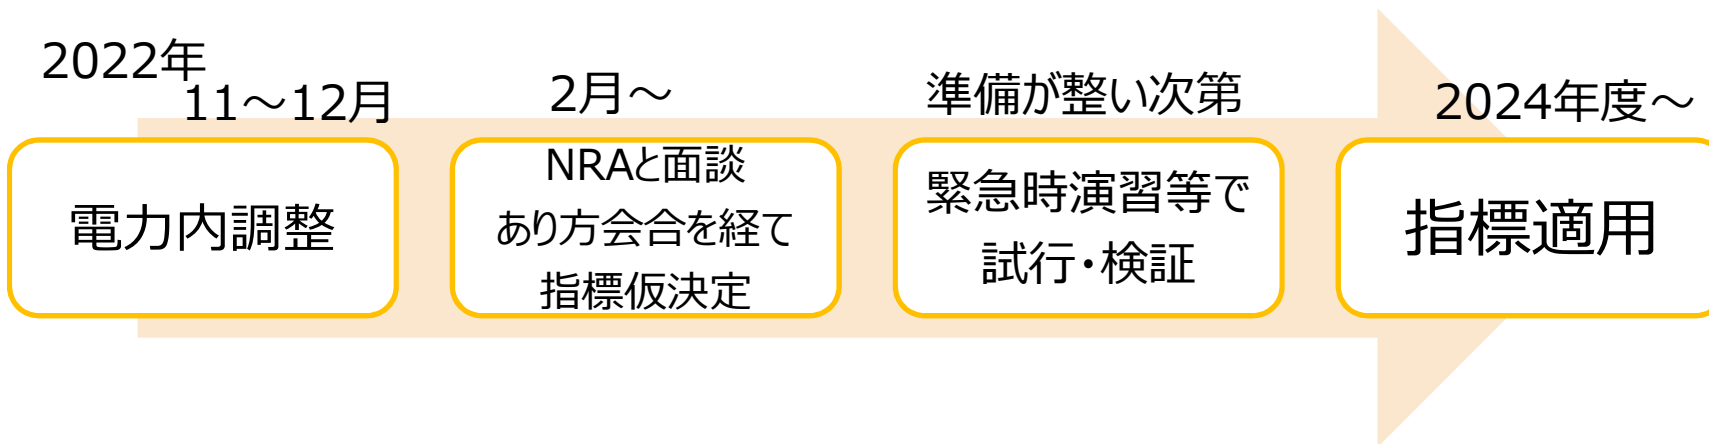 2022年
11～12月
電力内調整
2月～
NRAと面談
あり方会合を経て
指標仮決定
準備が整い次第
緊急時演習等で
試行・検証
2024年度～
指標適用